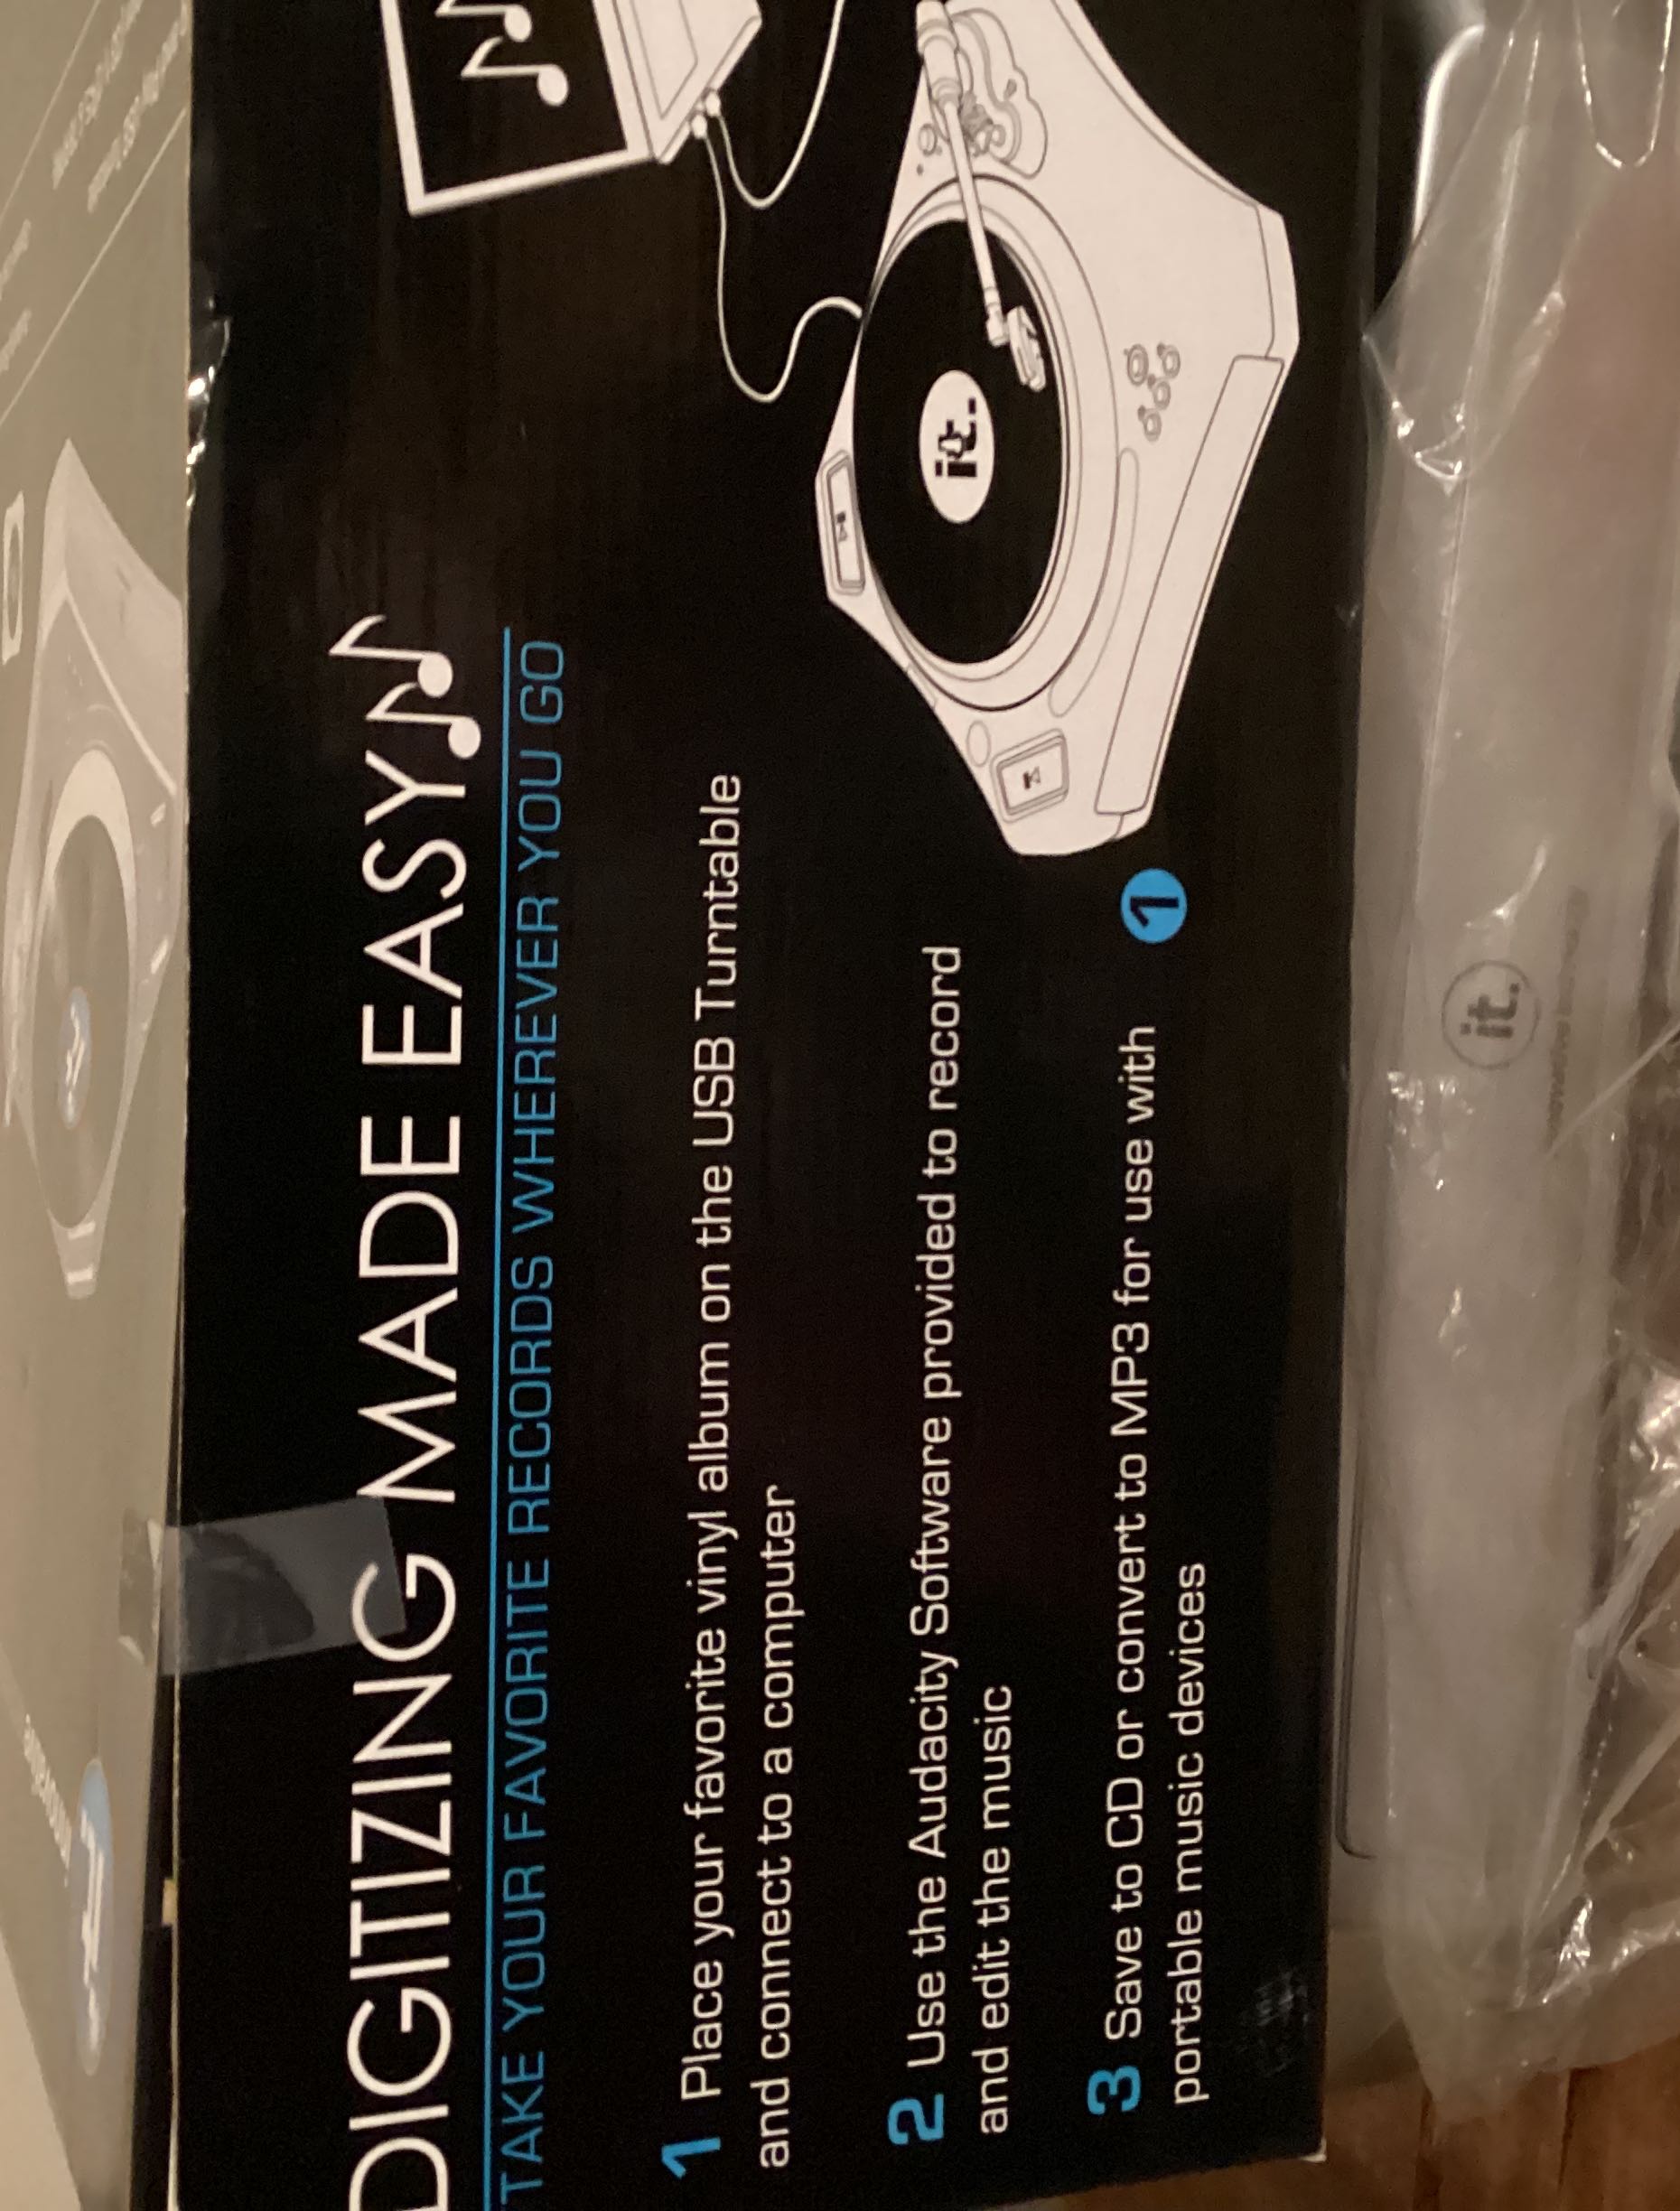 DIGITIZING MADE EASY
TAKE YOUR FAVORITE RECORDS WHEREVER YOU GO
1 Place your favorite vinyl album on the USB Turntable
and connect to a computer
2 Use the Audacity Software provided to record
and edit the music
3 Save to CD or convert to MP3 for use with
portable music devices
1
it.
it.